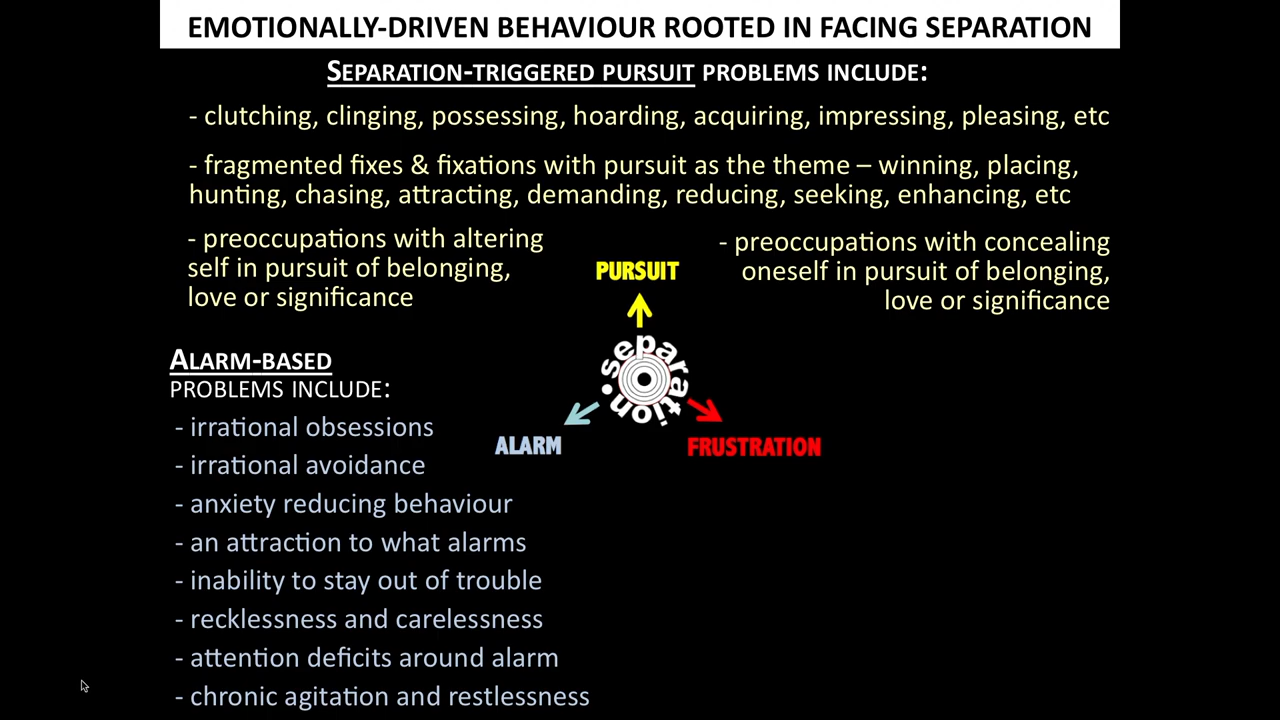 EMOTIONALLY-DRIVEN BEHAVIOUR ROOTED IN FACING SEPARATION
SEPARATION-TRIGGERED PURSUIT PROBLEMS INCLUDE:
- clutching, clinging, possessing, hoarding, acquiring, impressing, pleasing, etc
- fragmented fixes & fixations with pursuit as the theme – winning, placing,
hunting, chasing, attracting, demanding, reducing, seeking, enhancing, etc
- preoccupations with altering
self in pursuit of belonging,
love or significance
- preoccupations with concealing
oneself in pursuit of belonging,
love or significance
PURSUIT
separation
ALARM
FRUSTRATION
ALARM-BASED
PROBLEMS INCLUDE:
- irrational obsessions
- irrational avoidance
- anxiety reducing behaviour
- an attraction to what alarms
- inability to stay out of trouble
- recklessness and carelessness
- attention deficits around alarm
- chronic agitation and restlessness